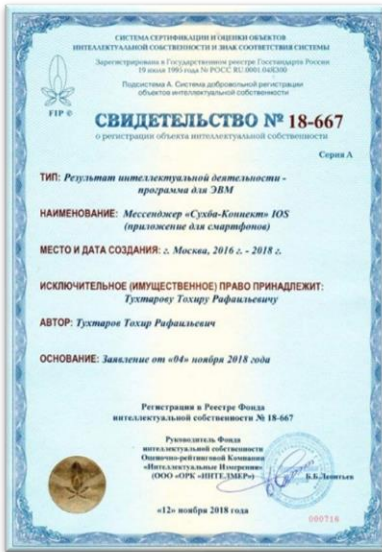 СИСТЕМА СЕРТИФИКАЦИИ И ОЦЕНКИ ОБЪЕКТОВ
ИНТЕЛЛЕКТУАЛЬНОЙ СОБСТВЕННОСТИ И ЗНАК СООТВЕТСТВИЯ СИСТЕМЫ
Зарегистрирована в Государственном реестре Госстандарта России
19 июля 1995 года № РОСС RU.0001.04Я300
Подсистема А. Система добровольной регистрации
объектов интеллектуальной собственности
FIP ©
СВИДЕТЕЛЬСТВО № 18-667
о регистрации объекта интеллектуальной собственности
Серия А
ТИП: Результат интеллектуальной деятельности -
программа для ЭВМ
НАИМЕНОВАНИЕ: Мессенджер «Сухба-Коннект» IOS
(приложение для смартфонов)
МЕСТО И ДАТА СОЗДАНИЯ: г. Москва, 2016 г. - 2018 г.
ИСКЛЮЧИТЕЛЬНОЕ (ИМУЩЕСТВЕННОЕ) ПРАВО ПРИНАДЛЕЖИТ:
Тухтарову Тохиру Рафаильевичу
АВТОР: Тухтаров Тохир Рафаильевич
ОСНОВАНИЕ: Заявление от «04» ноября 2018 года
Регистрация в Реестре Фонда
интеллектуальной собственности № 18-667
Руководитель Фонда
интеллектуальной собственности
Оценочно-рейтинговой Компании
«Интеллектуальные Измерения»
(ООО «ОРК «ИНТЕЛМЕР»)
Б.Б.Леонтьев
«12» ноября 2018 года
000716